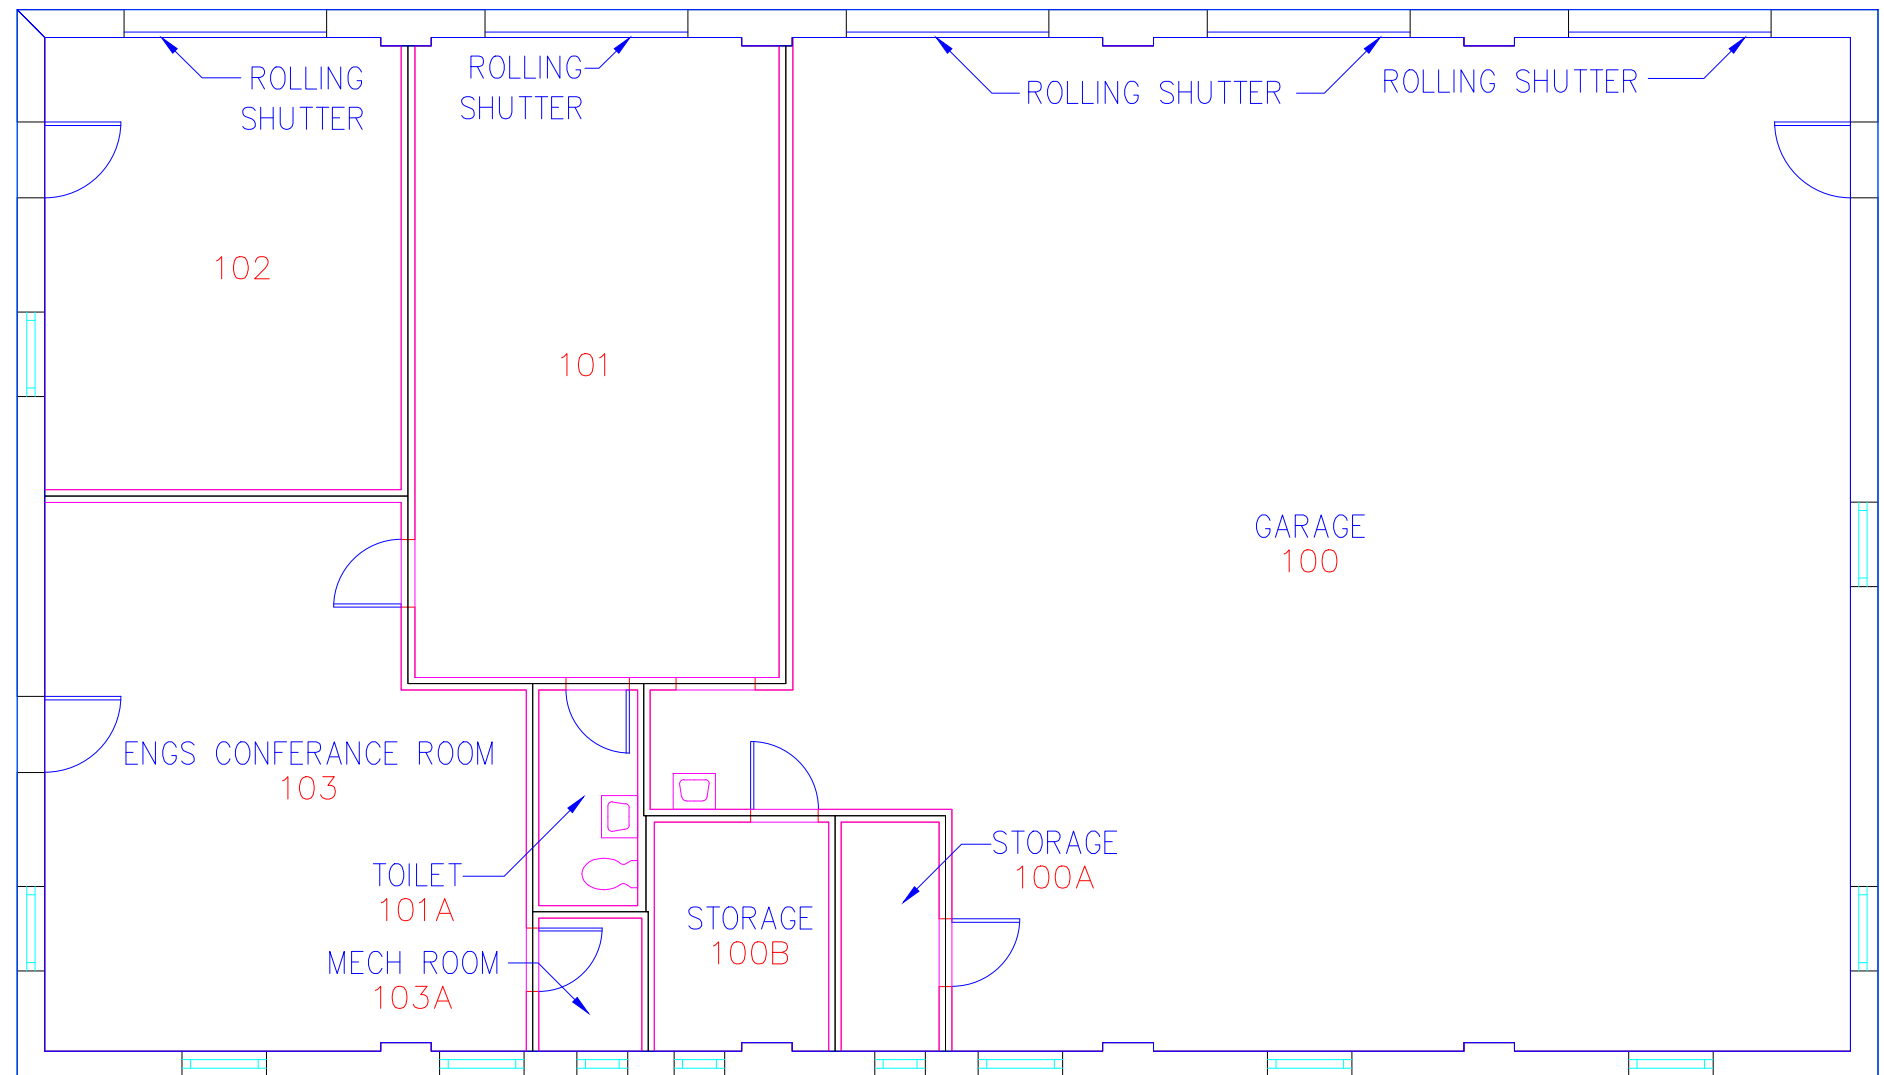 ROLLING
SHUTTER
ROLLING
SHUTTER
ROLLING SHUTTER
ROLLING SHUTTER
102
101
GARAGE
100
ENGS CONFERANCE ROOM
103
TOILET
101A
MECH ROOM
103A
STORAGE
100B
STORAGE
100A